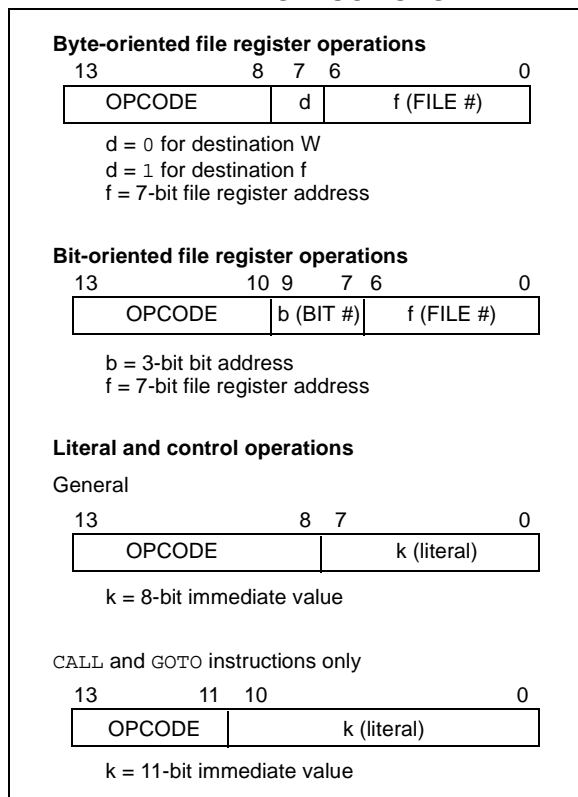 Byte-oriented file register operations
13 8 7 6 0
OPCODE d f (FILE #)
d = 0 for destination W
d = 1 for destination f
f = 7-bit file register address
Bit-oriented file register operations
13 10 9 7 6 0
OPCODE b (BIT #) f (FILE #)
b = 3-bit bit address
f = 7-bit file register address
Literal and control operations
General
13 8 7 0
OPCODE k (literal)
k = 8-bit immediate value
CALL and GOTO instructions only
13 11 10 0
OPCODE k (literal)
k = 11-bit immediate value